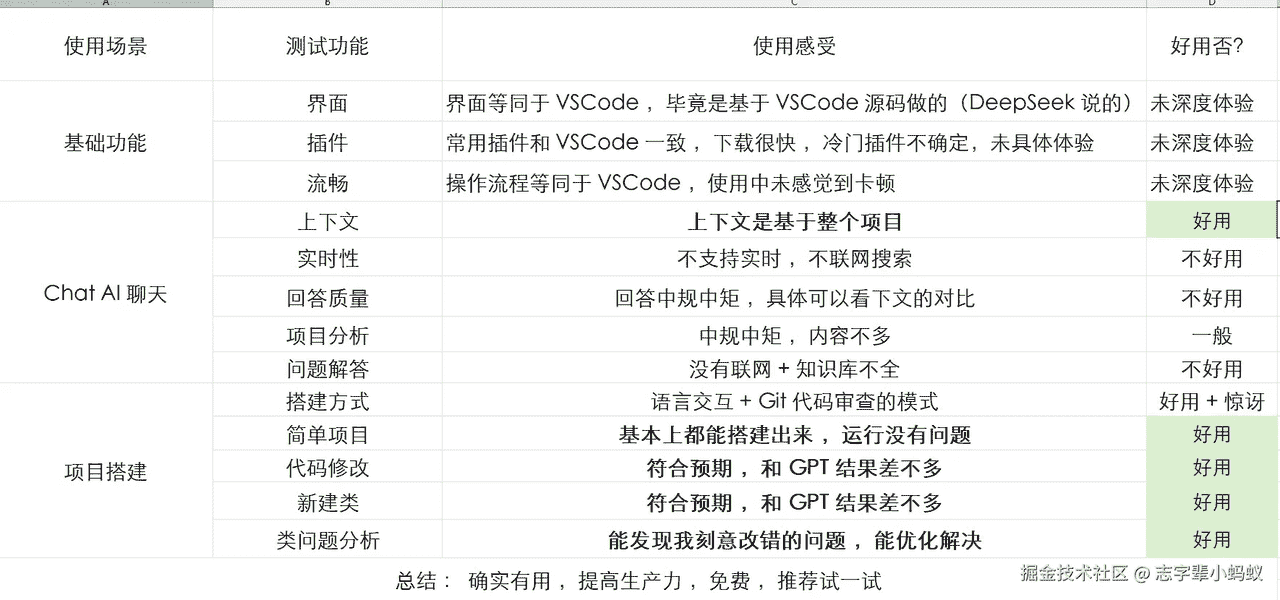 A B C D
使用场景 测试功能 使用感受 好用否?
基础功能 界面 界面等同于 VSCode ，毕竟是基于 VSCode 源码做的（DeepSeek 说的） 未深度体验
插件 常用插件和 VSCode 一致 ，下载很快 ，冷门插件不确定，未具体体验 未深度体验
流畅 操作流程等同于 VSCode ，使用中未感觉到卡顿 未深度体验
Chat AI 聊天 上下文 上下文是基于整个项目 好用
实时性 不支持实时 ，不联网搜索 不好用
回答质量 回答中规中矩 ，具体可以看下文的对比 不好用
项目分析 中规中矩 ，内容不多 一般
问题解答 没有联网 + 知识库不全 不好用
项目搭建 搭建方式 语言交互 + Git 代码审查的模式 好用 + 惊讶
简单项目 基本上都能搭建出来 ，运行没有问题 好用
代码修改 符合预期 ，和 GPT 结果差不多 好用
新建类 符合预期 ，和 GPT 结果差不多 好用
类问题分析 能发现我刻意改错的问题 ，能优化解决 好用
总结 ： 确实有用 ，提高生产力 ，免费 ，推荐试一试
掘金技术社区 @ 志字辈小蚂蚁